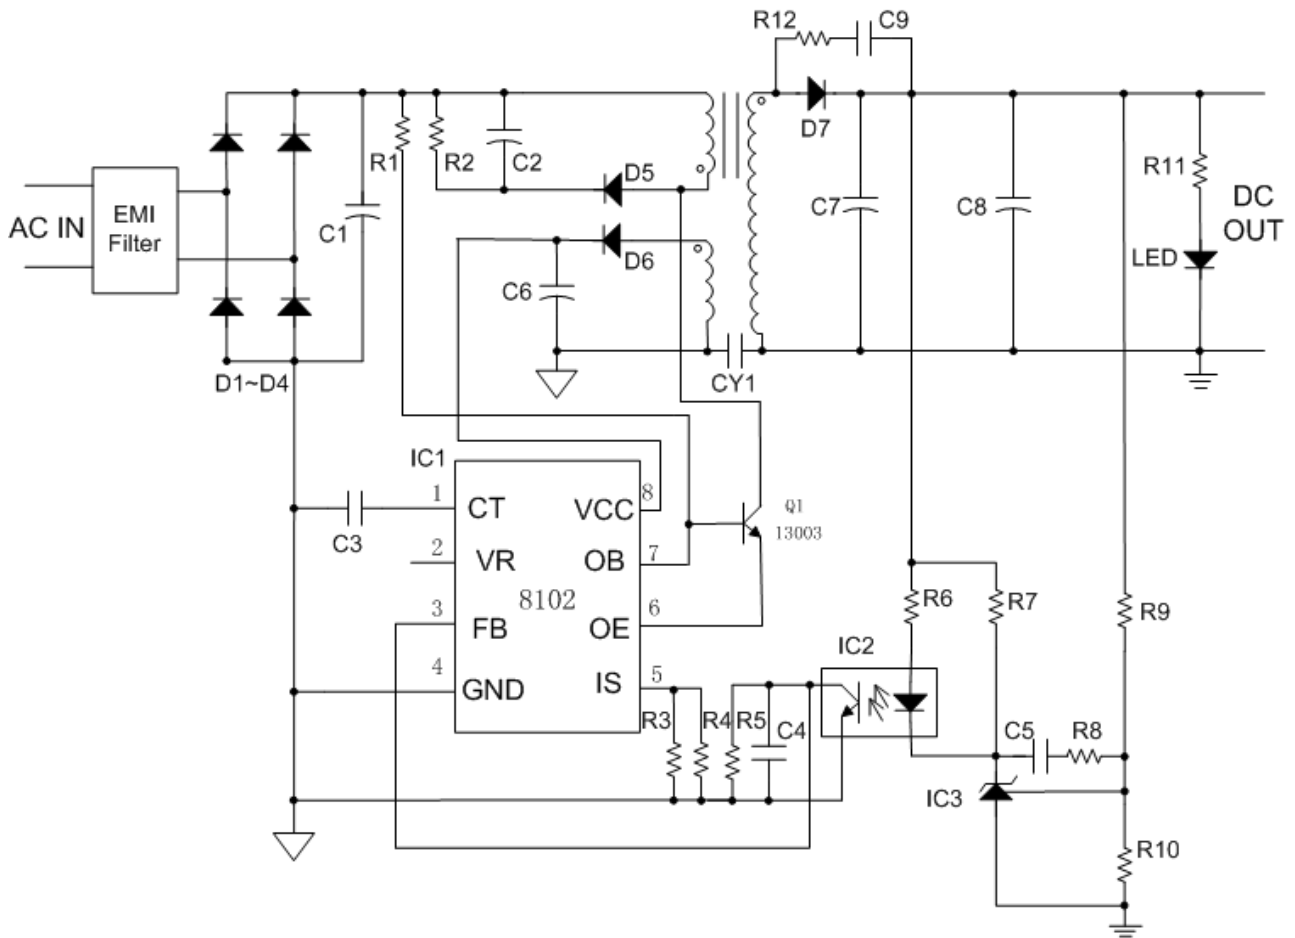 R12
C9
D7
R1
R2
C2
D5
R11
DC
OUT
AC IN
EMI
Filter
C1
C7
C8
D6
LED
C6
D1~D4
CY1
IC1
1
CT
VCC
8
Q1
13003
C3
2
VR
OB
7
8102
3
FB
OE
6
R6
R7
R9
IC2
4
GND
IS
5
R3
R4
R5
C4
C5
R8
IC3
R10